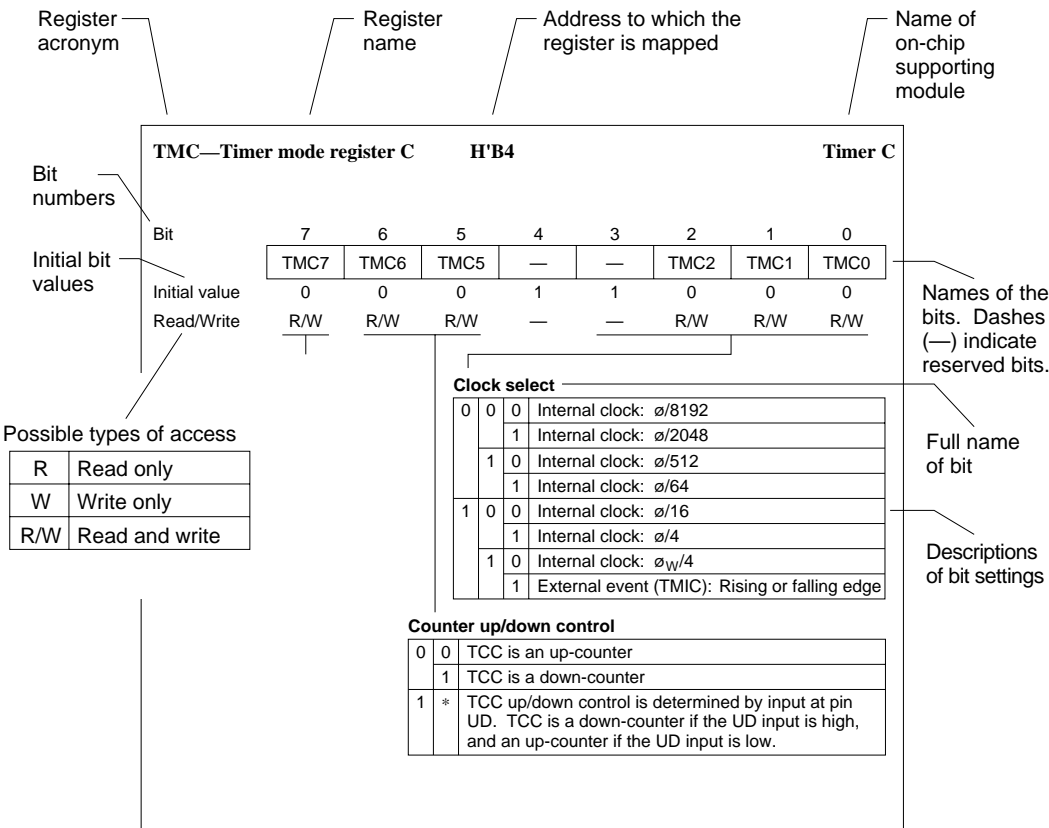 Register acronym
Register name
Address to which the register is mapped
Name of on-chip supporting module
TMC—Timer mode register C H'B4 Timer C
Bit numbers
Bit 7 6 5 4 3 2 1 0
Initial bit values
TMC7 TMC6 TMC5 — — TMC2 TMC1 TMC0
Initial value 0 0 0 1 1 0 0 0
Read/Write R/W R/W R/W — — R/W R/W R/W
Names of the bits. Dashes (—) indicate reserved bits.
Clock select
0 0 0 Internal clock: ø/8192
1 Internal clock: ø/2048
1 0 Internal clock: ø/512
1 Internal clock: ø/64
1 0 0 Internal clock: ø/16
1 Internal clock: ø/4
1 0 Internal clock: øW/4
1 External event (TMIC): Rising or falling edge
Full name of bit
Descriptions of bit settings
Possible types of access
R Read only
W Write only
R/W Read and write
Counter up/down control
0 0 TCC is an up-counter
1 TCC is a down-counter
1 * TCC up/down control is determined by input at pin
UD. TCC is a down-counter if the UD input is high,
and an up-counter if the UD input is low.